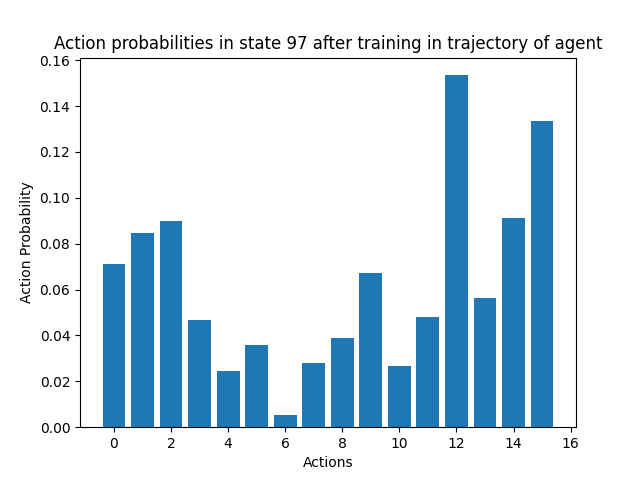 Action probabilities in state 97 after training in trajectory of agent
0.16
0.14
0.12
0.10
0.08
0.06
0.04
0.02
0.00
Action Probability
0 2 4 6 8 10 12 14 16
Actions